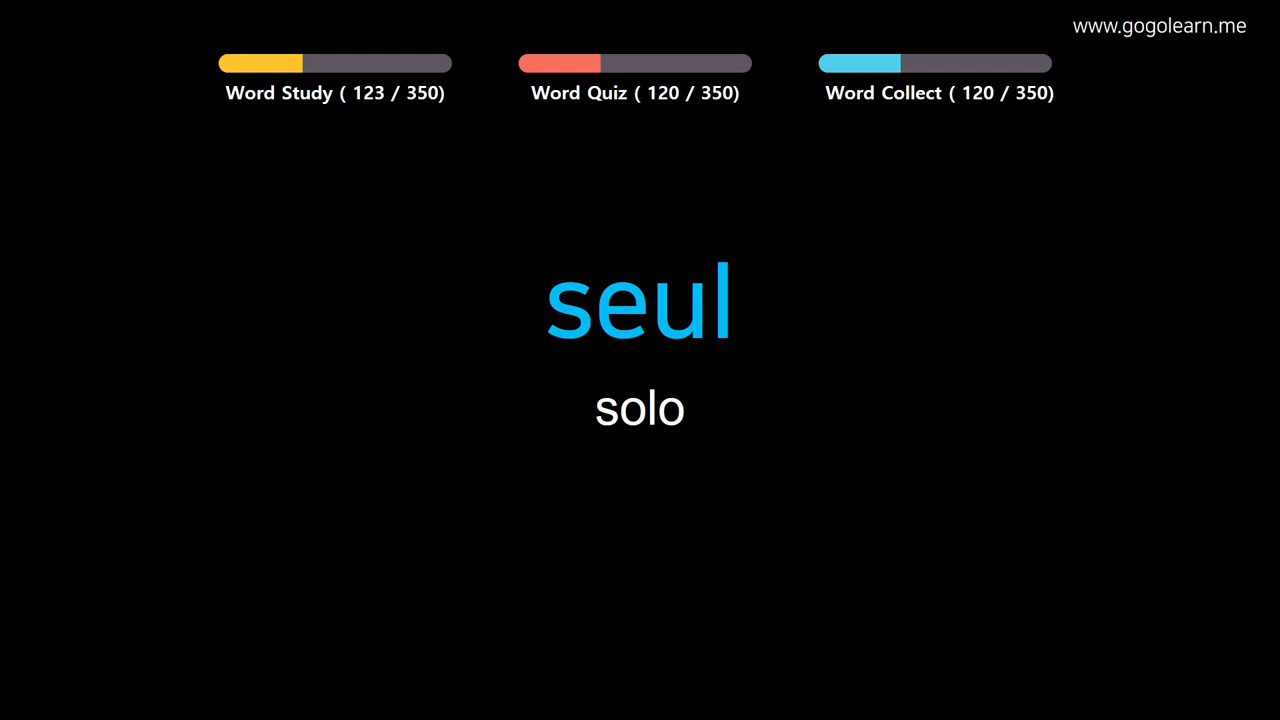 www.gogolearn.me
Word Study ( 123 / 350)
Word Quiz ( 120 / 350)
Word Collect ( 120 / 350)
seul
solo